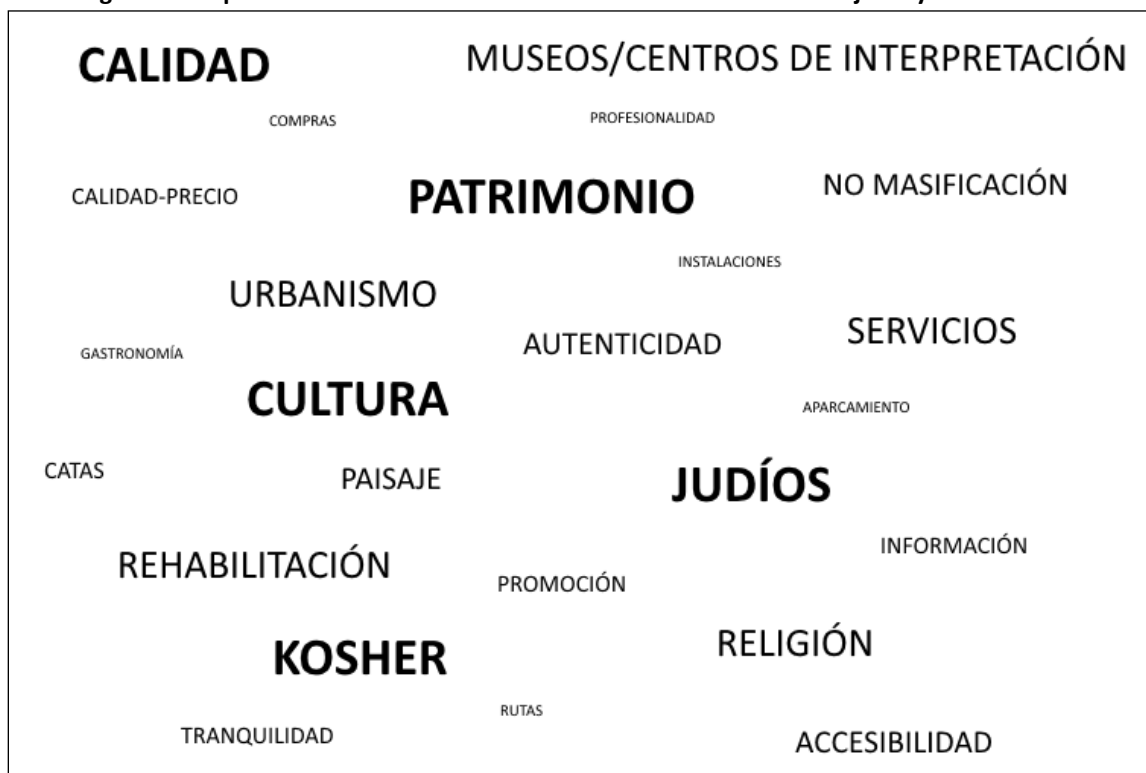 CALIDAD
MUSEOS/CENTROS DE INTERPRETACIÓN
COMPRAS
PROFESIONALIDAD
CALIDAD-PRECIO
PATRIMONIO
NO MASIFICACIÓN
INSTALACIONES
URBANISMO
AUTENTICIDAD
SERVICIOS
GASTRONOMÍA
CULTURA
APARCAMIENTO
CATAS
PAISAJE
JUDÍOS
INFORMACIÓN
REHABILITACIÓN
PROMOCIÓN
KOSHER
RELIGIÓN
RUTAS
TRANQUILIDAD
ACCESIBILIDAD